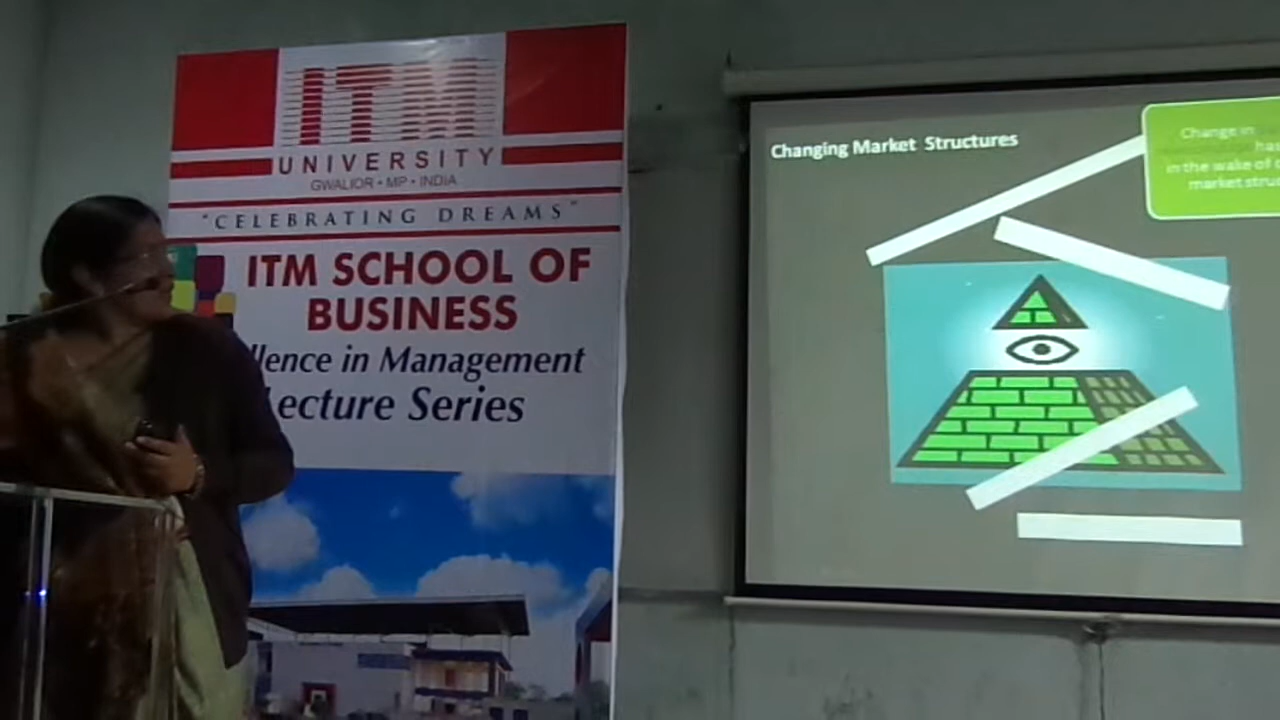 ITM
UNIVERSITY
GWALIOR • MP • INDIA
"CELEBRATING DREAMS"
ITM SCHOOL OF
BUSINESS
llence in Management
Lecture Series
Changing Market Structures
Change in
has
in the wake of
market